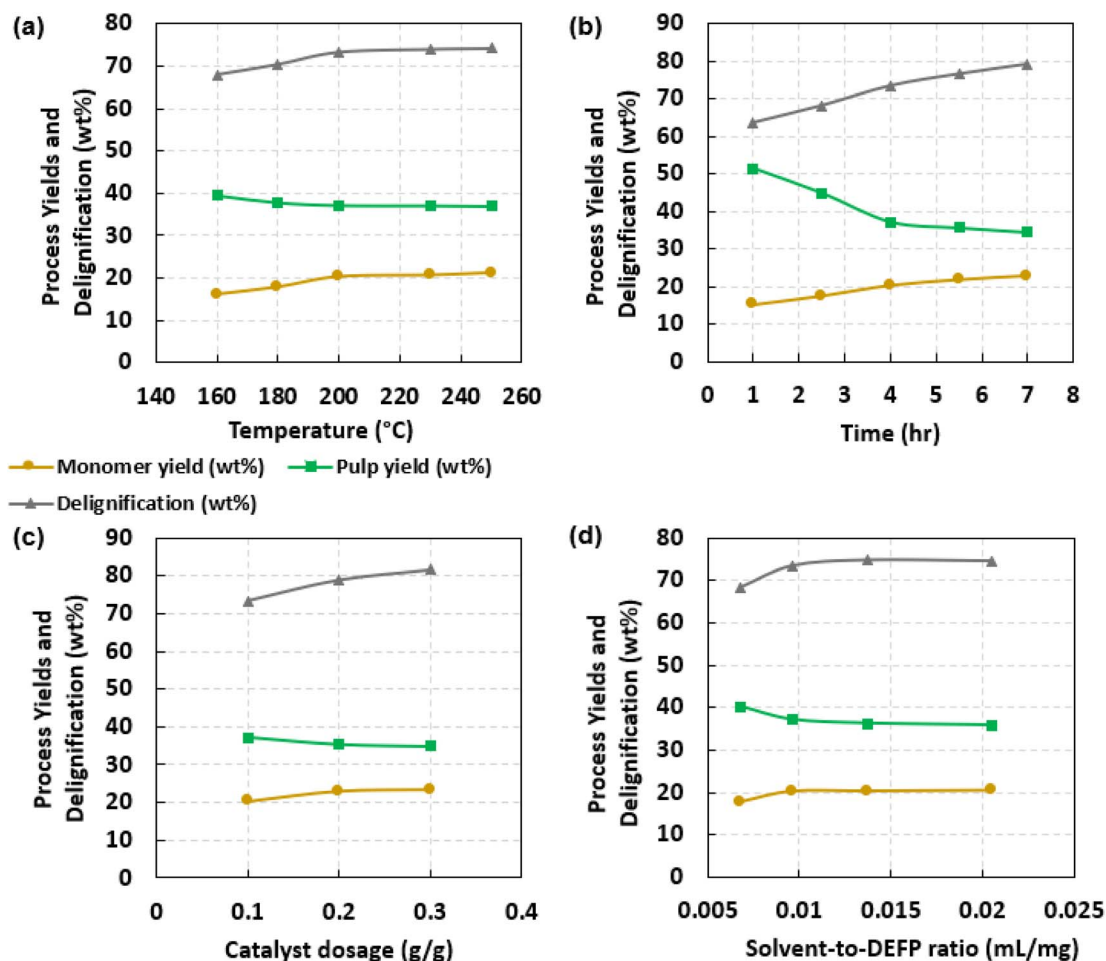 (a)
80
70
60
50
40
30
20
10
0
Process Yields and
Delignification (wt%)
140 160 180 200 220 240 260
Temperature (°C)
(b)
90
80
70
60
50
40
30
20
10
0
Process Yields and
Delignification (wt%)
0 1 2 3 4 5 6 7 8
Time (hr)
Monomer yield (wt%) Pulp yield (wt%)
Delignification (wt%)
(c)
90
80
70
60
50
40
30
20
10
0
Process Yields and
Delignification (wt%)
0 0.1 0.2 0.3 0.4
Catalyst dosage (g/g)
(d)
80
70
60
50
40
30
20
10
0
Process Yields and
Delignification (wt%)
0.005 0.01 0.015 0.02 0.025
Solvent-to-DEFP ratio (mL/mg)